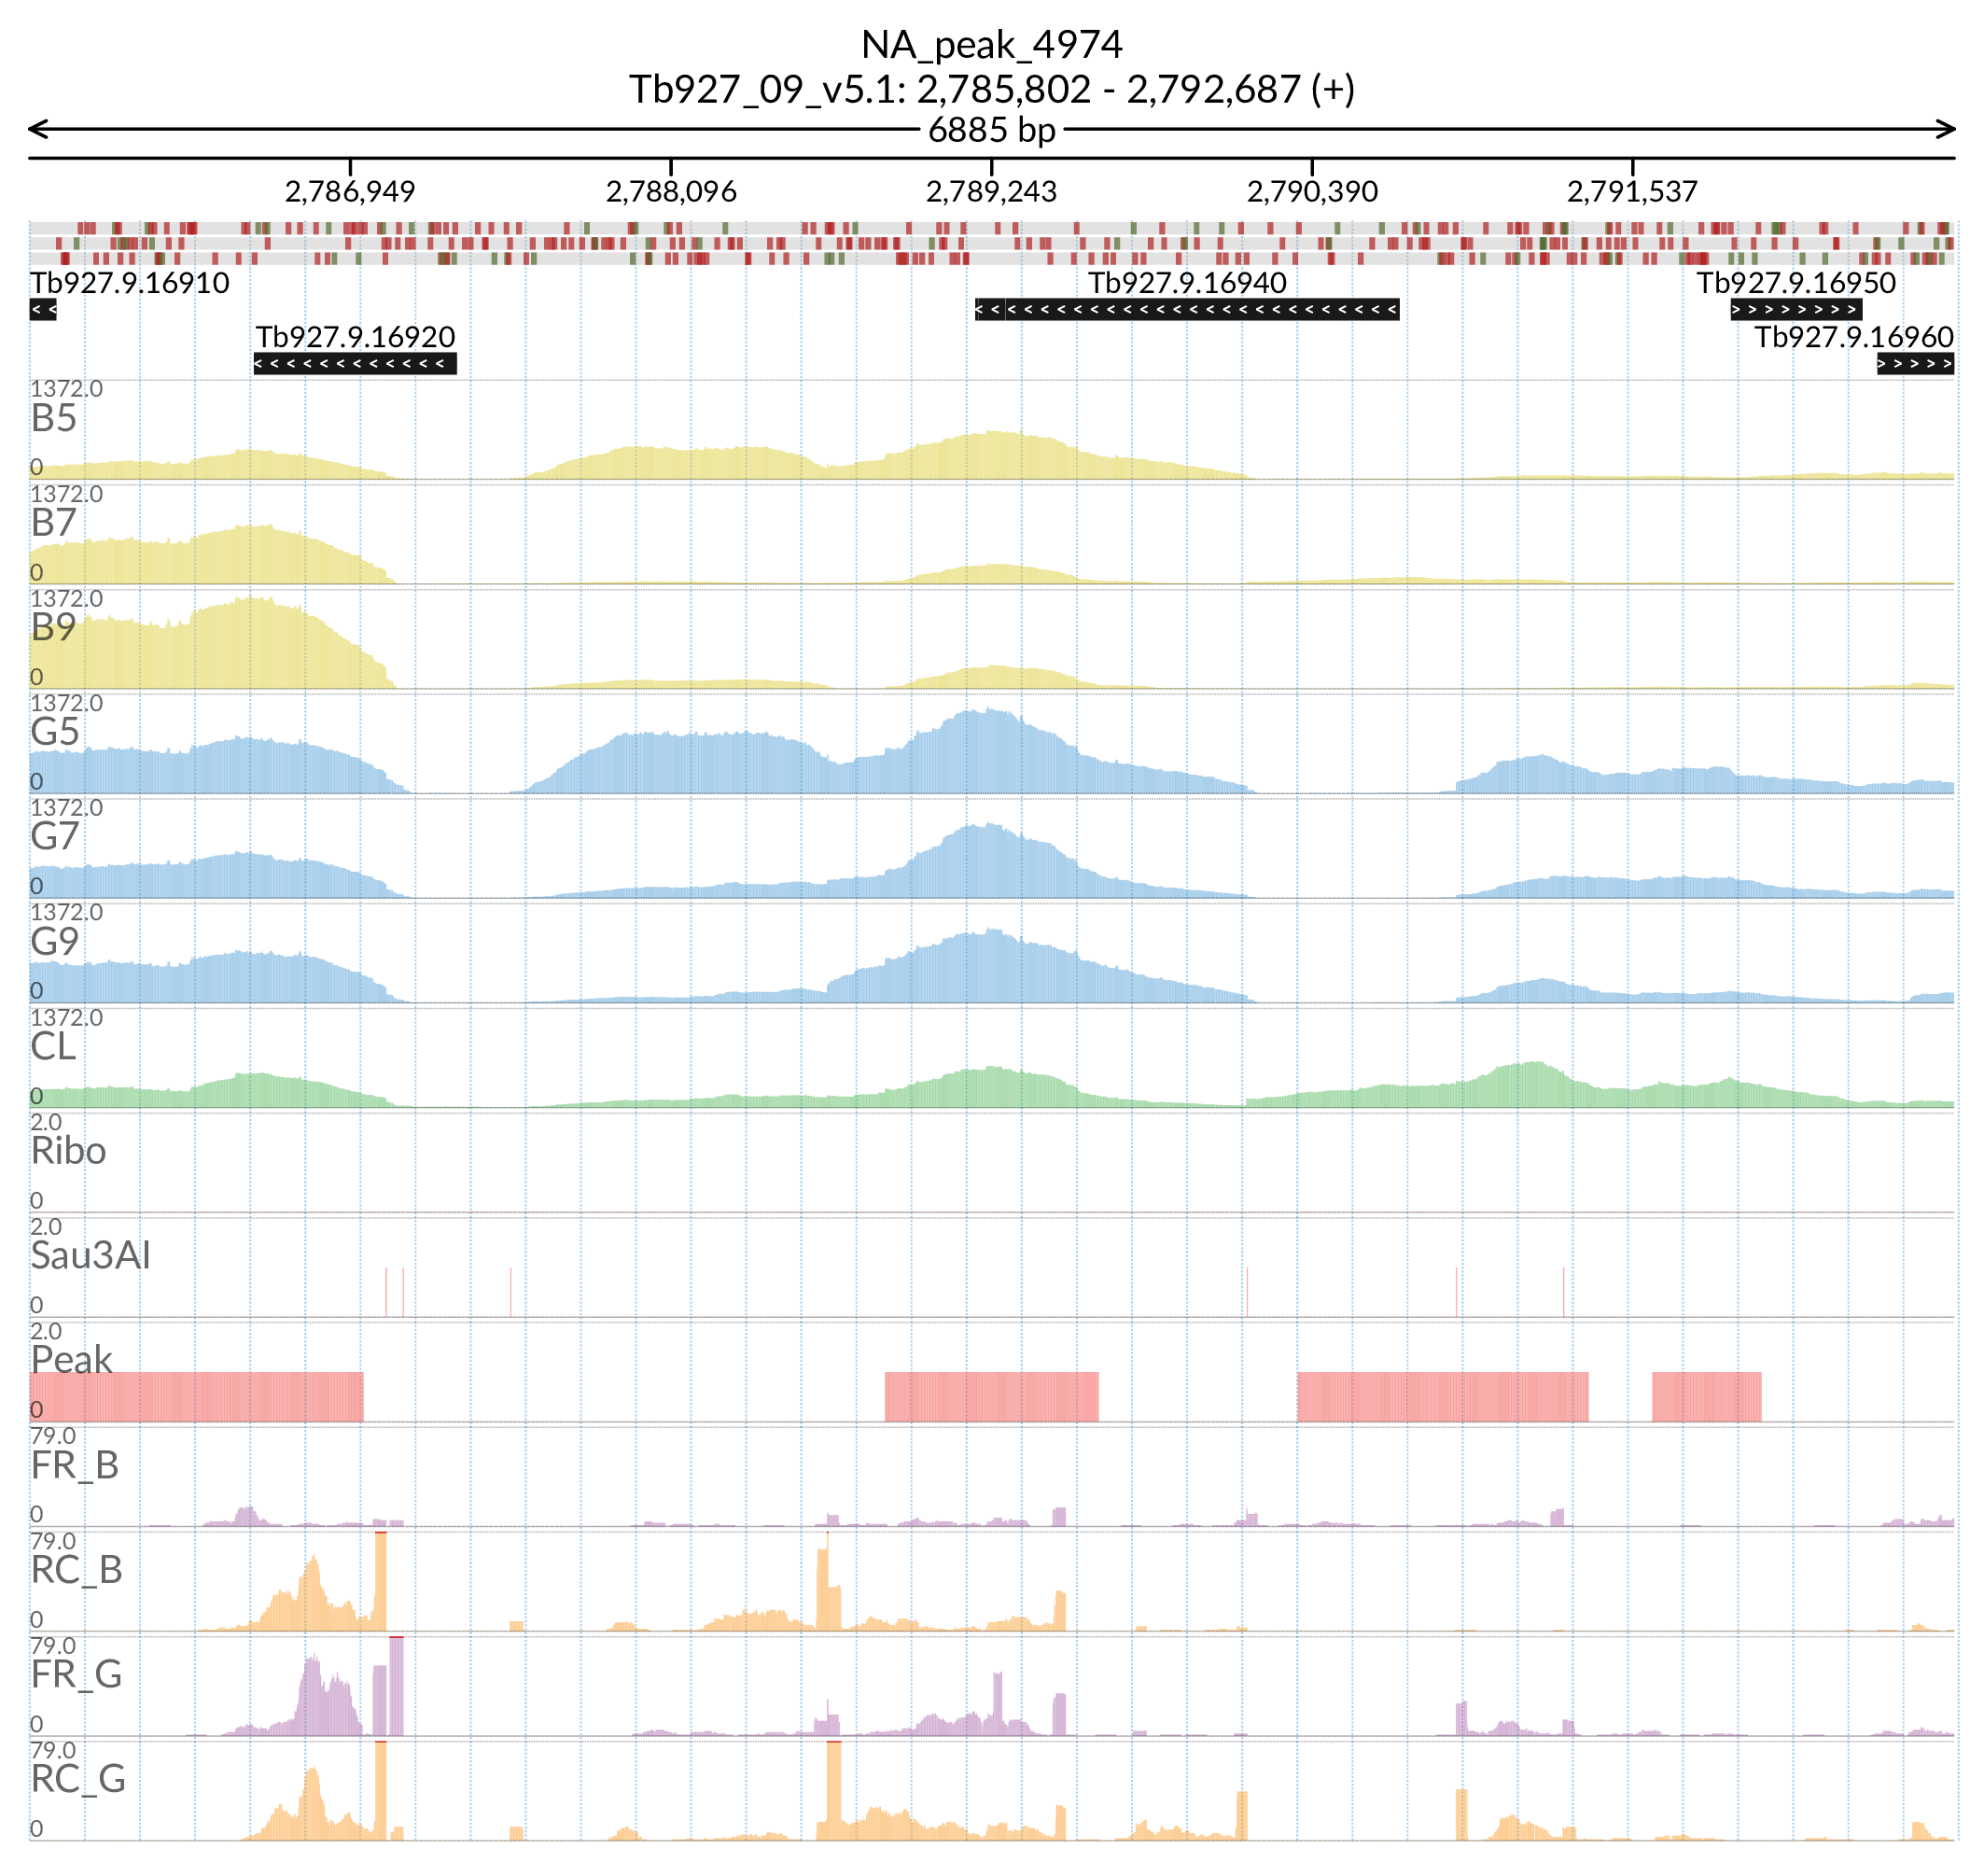 NA_peak_4974
Tb927_09_v5.1: 2,785,802 - 2,792,687 (+)
6885 bp
2,786,949 2,788,096 2,789,243 2,790,390 2,791,537
Tb927.9.16910 Tb927.9.16940 Tb927.9.16950
Tb927.9.16920 Tb927.9.16960
1372.0
B5
0
1372.0
B7
0
1372.0
B9
0
1372.0
G5
0
1372.0
G7
0
1372.0
G9
0
1372.0
CL
0
2.0
Ribo
0
2.0
Sau3AI
0
2.0
Peak
0
79.0
FR_B
0
79.0
RC_B
0
79.0
FR_G
0
79.0
RC_G
0